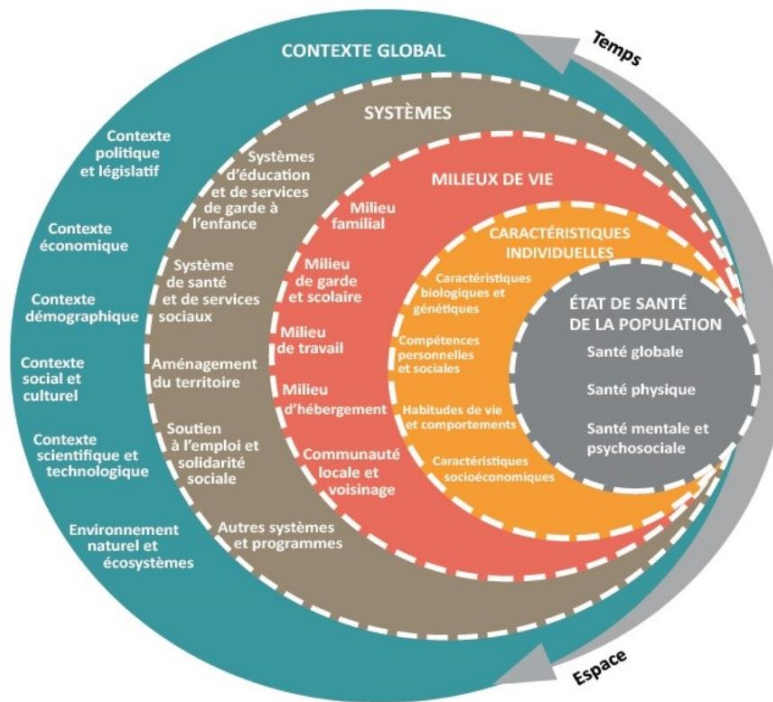 Temps
CONTEXTE GLOBAL
Contexte
politique
et législatif
Contexte
économique
Contexte
démographique
Contexte
social et
culturel
Contexte
scientifique et
technologique
Environnement
naturel et
écosystèmes
SYSTÈMES
Systèmes
d'éducation
et de services
de garde à
l'enfance
Système
de santé
et de services
sociaux
Aménagement
du territoire
Soutien
à l'emploi et
solidarité
sociale
Autres systèmes
et programmes
MILIEUX DE VIE
Milieu
familial
Milieu
de garde
et scolaire
Milieu
de travail
Milieu
d'hébergement
Communauté
locale et
voisinage
CARACTÉRISTIQUES
INDIVIDUELLES
Caractéristiques
biologiques et
génétiques
Compétences
personnelles
et sociales
Habitudes de vie
et comportements
Caractéristiques
socioéconomiques
ÉTAT DE SANTÉ
DE LA POPULATION
Santé globale
Santé physique
Santé mentale et
psychosociale
Espace